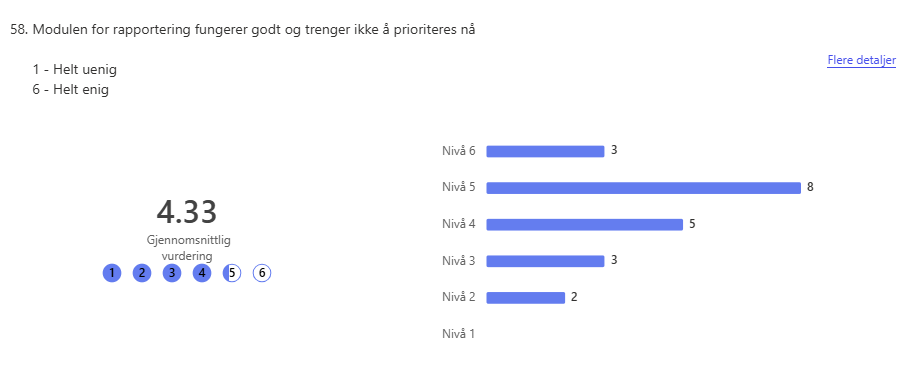 58. Modulen for rapportering fungerer godt og trenger ikke å prioriteres nå
1 - Helt uenig
6 - Helt enig
Flere detaljer
4.33
Gjennomsnittlig
vurdering
1 2 3 4 5 6
Nivå 6 3
Nivå 5 8
Nivå 4 5
Nivå 3 3
Nivå 2 2
Nivå 1